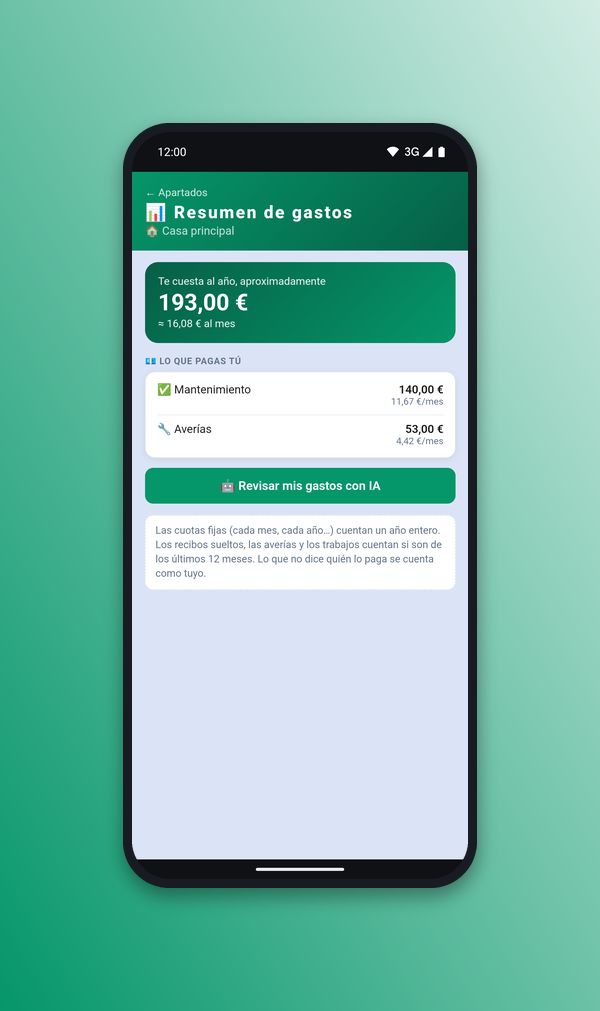 12:00
3G
← Apartados
📊 Resumen de gastos
🏠 Casa principal
Te cuesta al año, aproximadamente
193,00 €
≈ 16,08 € al mes
💶 LO QUE PAGAS TÚ
✅ Mantenimiento 140,00 €
11,67 €/mes
🔧 Averías 53,00 €
4,42 €/mes
🤖 Revisar mis gastos con IA
Las cuotas fijas (cada mes, cada año…) cuentan un año entero.
Los recibos sueltos, las averías y los trabajos cuentan si son de
los últimos 12 meses. Lo que no dice quién lo paga se cuenta
como tuyo.